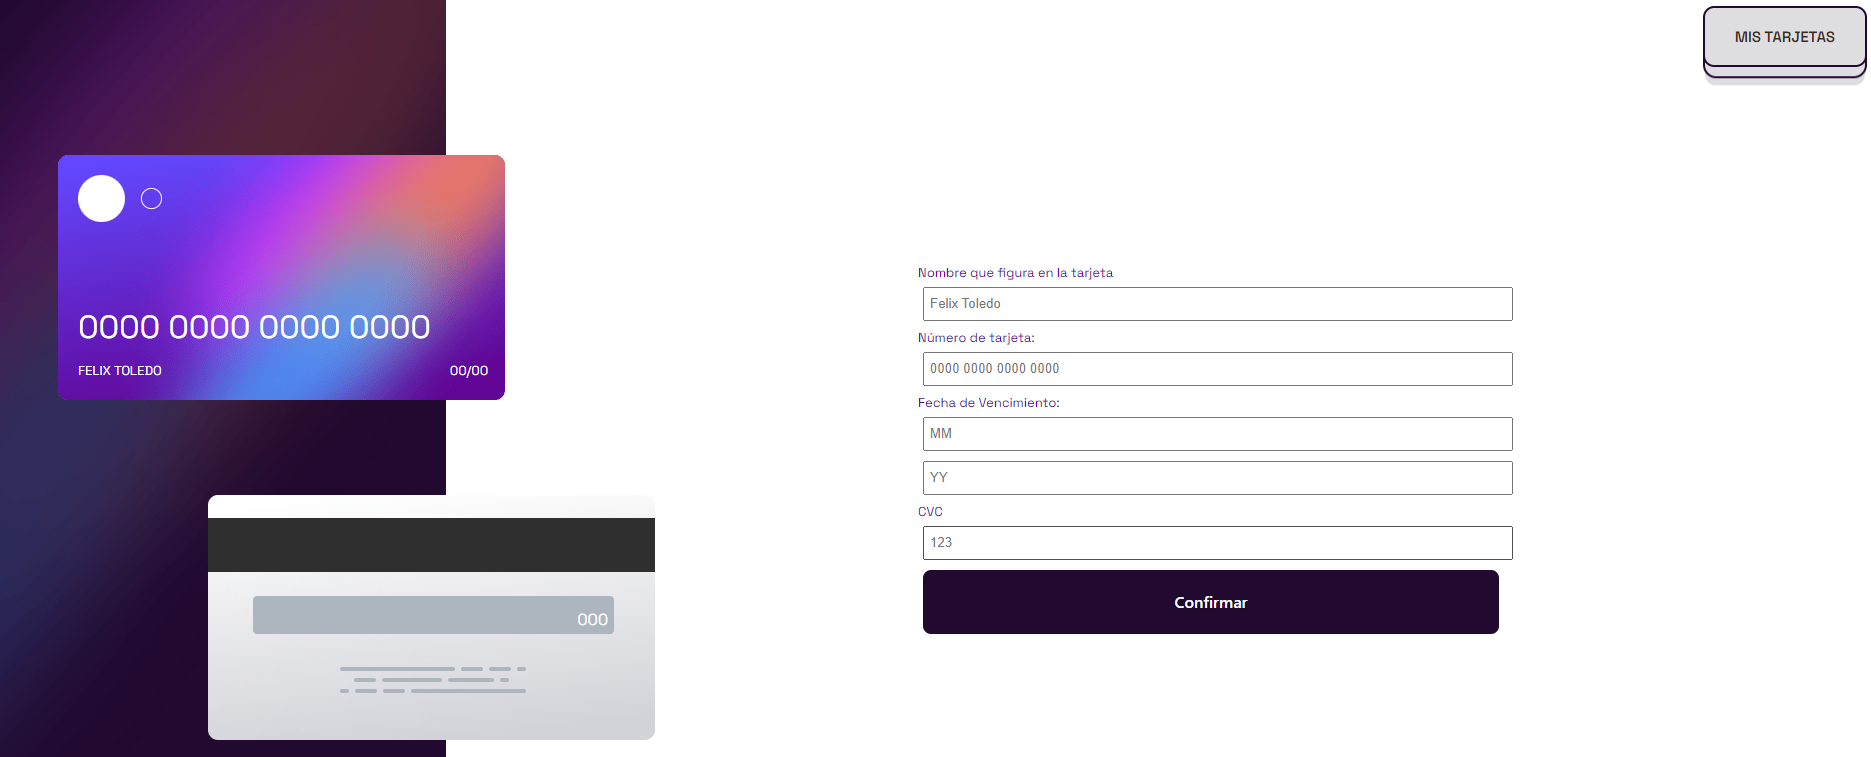 MIS TARJETAS
0000 0000 0000 0000
FELIX TOLEDO 00/00
000
Nombre que figura en la tarjeta
Felix Toledo
Número de tarjeta:
0000 0000 0000 0000
Fecha de Vencimiento:
MM
YY
CVC
123
Confirmar